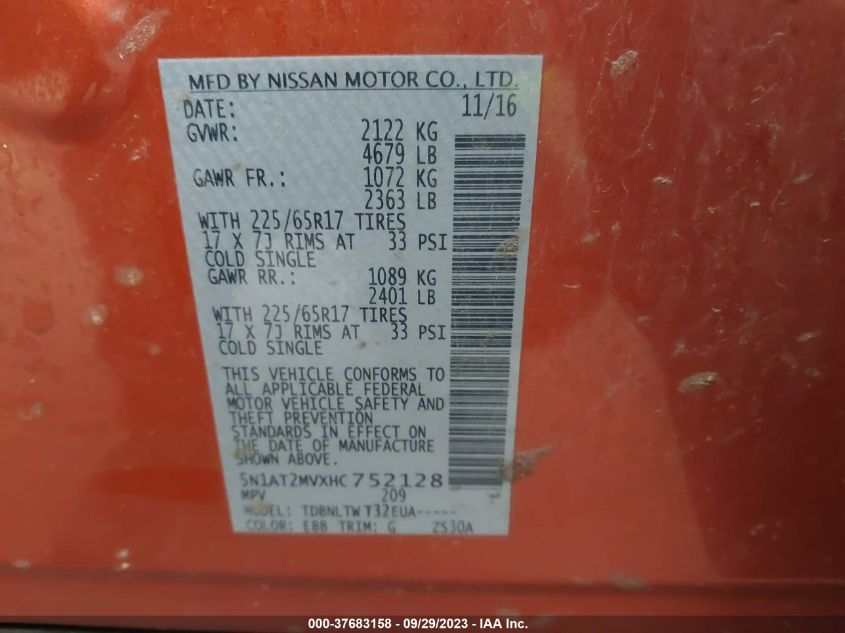 MFD BY NISSAN MOTOR CO., LTD.
DATE: 11/16
GVWR: 2122 KG
4679 LB
GAWR FR.: 1072 KG
2363 LB
WITH 225/65R17 TIRES
17 X 7J RIMS AT 33 PSI
COLD SINGLE
GAWR RR.: 1089 KG
2401 LB
WITH 225/65R17 TIRES
17 X 7J RIMS AT 33 PSI
COLD SINGLE
THIS VEHICLE CONFORMS TO
ALL APPLICABLE FEDERAL
MOTOR VEHICLE SAFETY AND
THEFT PREVENTION
STANDARDS IN EFFECT ON
THE DATE OF MANUFACTURE
SHOWN ABOVE.
5N1AT2MVXHC752128
MPV 209
MODEL: TDBNLTWT32EUA-----
COLOR: EBB TRIM: G ZS30A
000-37683158 - 09/29/2023 - IAA Inc.